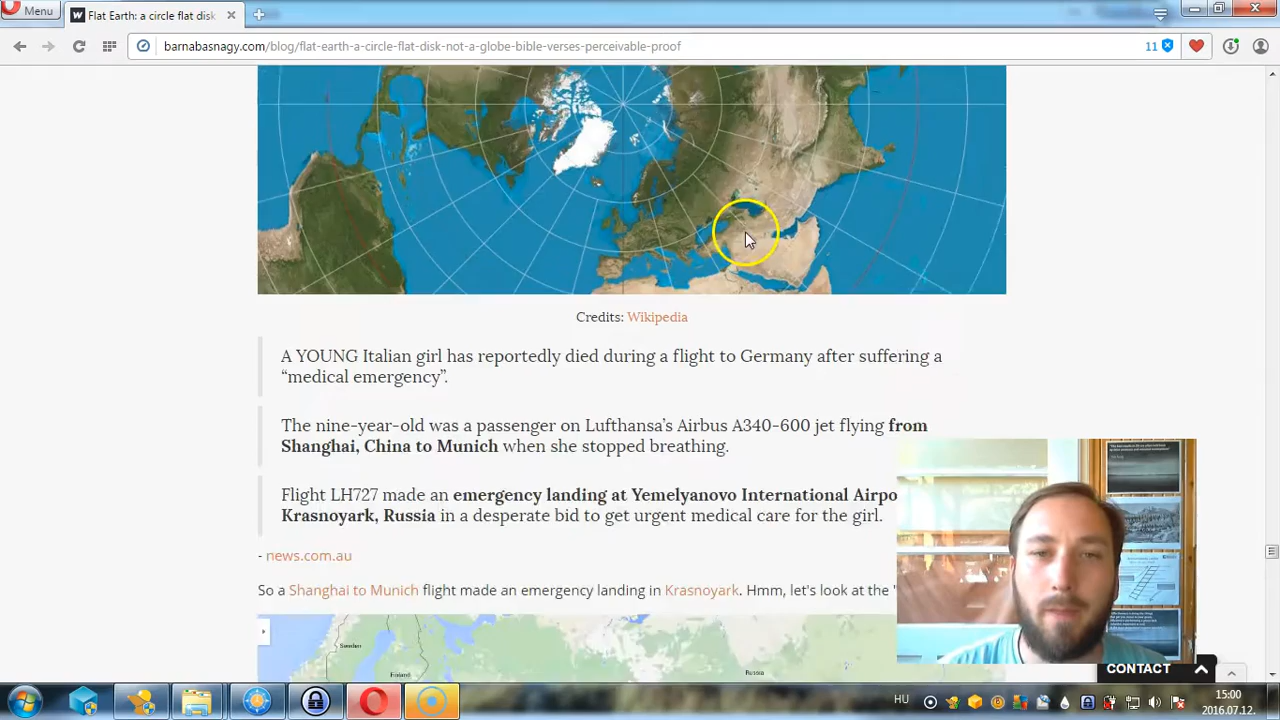 Menu
Flat Earth: a circle flat disk
barnabasnagy.com/blog/flat-earth-a-circle-flat-disk-not-a-globe-bible-verses-perceivable-proof
11
Credits: Wikipedia
A YOUNG Italian girl has reportedly died during a flight to Germany after suffering a
“medical emergency”.
The nine-year-old was a passenger on Lufthansa’s Airbus A340-600 jet flying from
Shanghai, China to Munich when she stopped breathing.
Flight LH727 made an emergency landing at Yemelyanovo International Airpo
Krasnoyark, Russia in a desperate bid to get urgent medical care for the girl.
- news.com.au
So a Shanghai to Munich flight made an emergency landing in Krasnoyark. Hmm, let's look at the
Sweden
Finland
Russia
CONTACT
HU
15:00
2016.07.12.